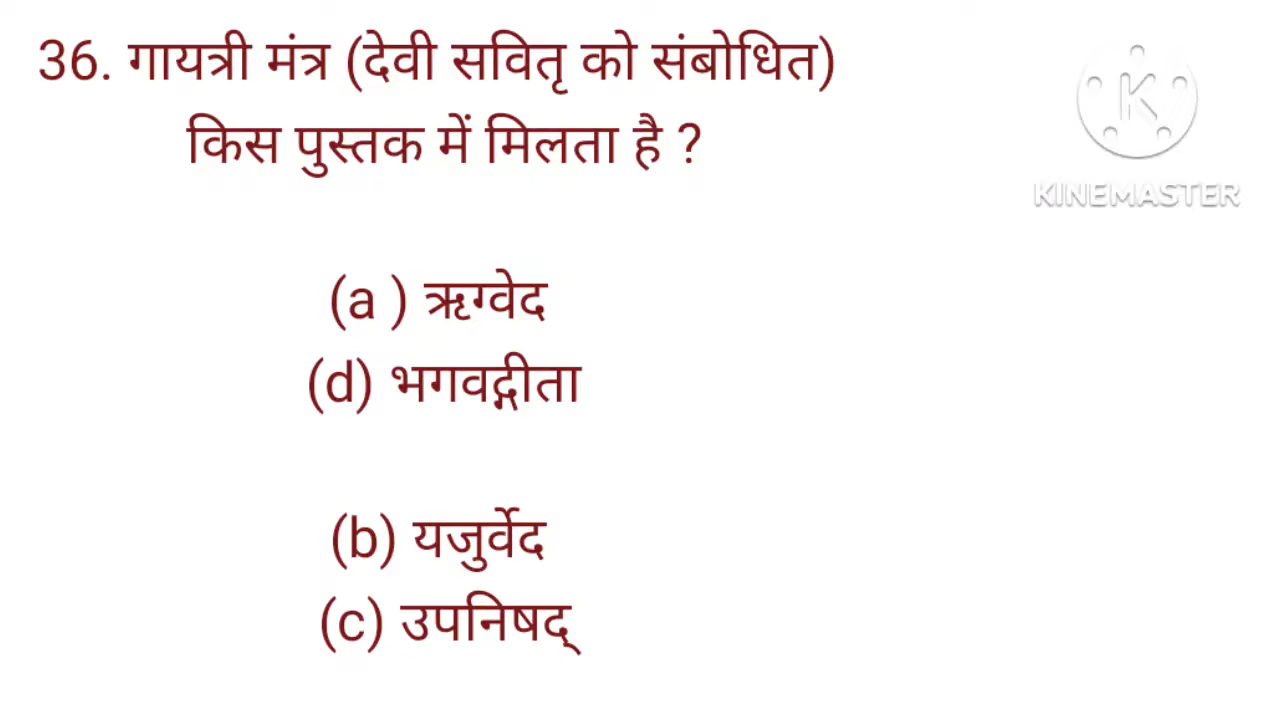 36. गायत्री मंत्र (देवी सवितृ को संबोधित)
किस पुस्तक में मिलता है ?
(a ) ऋग्वेद
(d) भगवद्गीता
(b) यजुर्वेद
(c) उपनिषद्
K
KINEMASTER